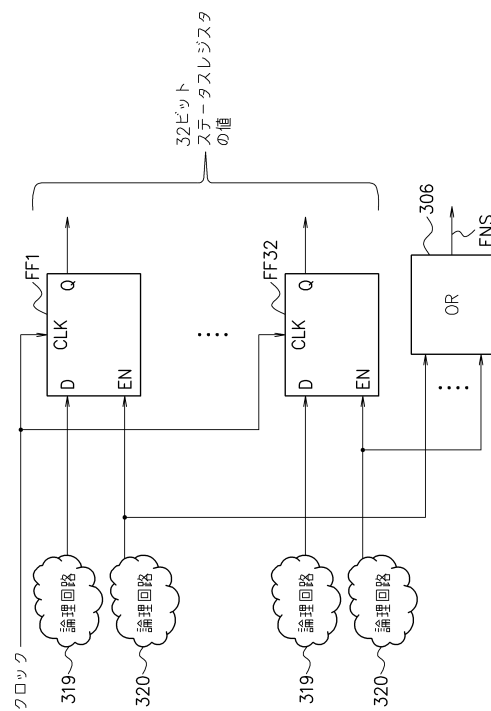 クロック
319
論理回路
320
論理回路
D
CLK
Q
EN
FF1
319
論理回路
320
論理回路
D
CLK
Q
EN
FF32
32ビット
ステータスレジスタ
の値
OR
306
ENS